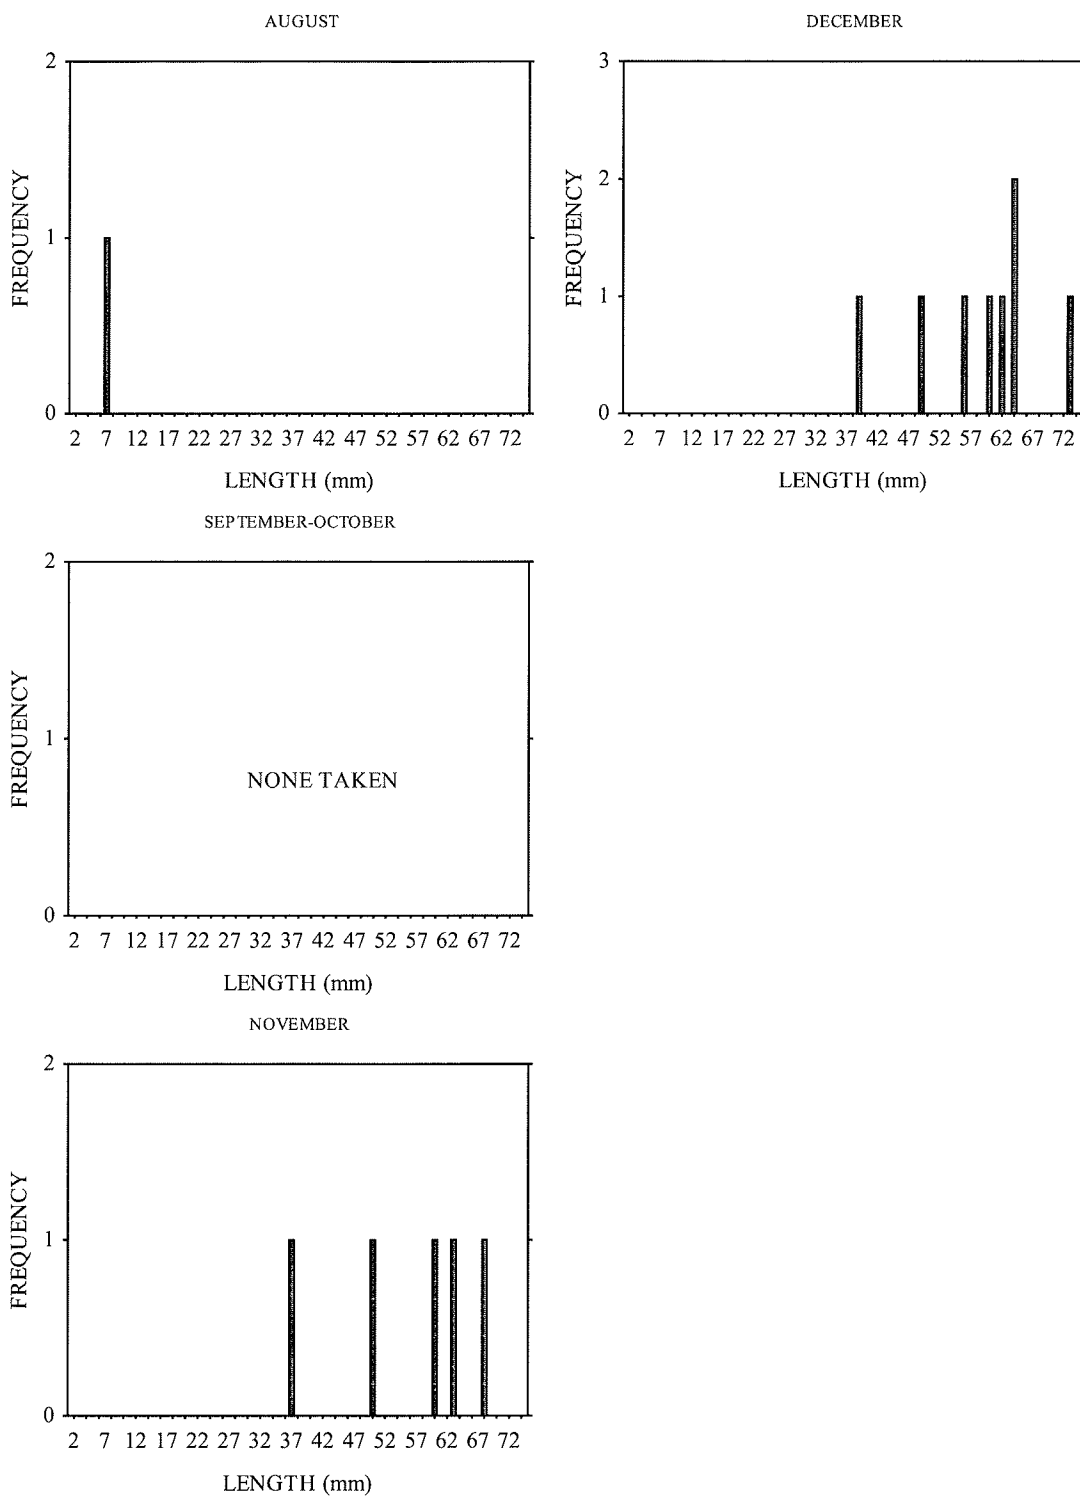 AUGUST
2
1
0
FREQUENCY
2 7 12 17 22 27 32 37 42 47 52 57 62 67 72
LENGTH (mm)
DECEMBER
3
2
1
0
FREQUENCY
2 7 12 17 22 27 32 37 42 47 52 57 62 67 72
LENGTH (mm)
SEPTEMBER-OCTOBER
2
1
0
FREQUENCY
NONE TAKEN
2 7 12 17 22 27 32 37 42 47 52 57 62 67 72
LENGTH (mm)
NOVEMBER
2
1
0
FREQUENCY
2 7 12 17 22 27 32 37 42 47 52 57 62 67 72
LENGTH (mm)